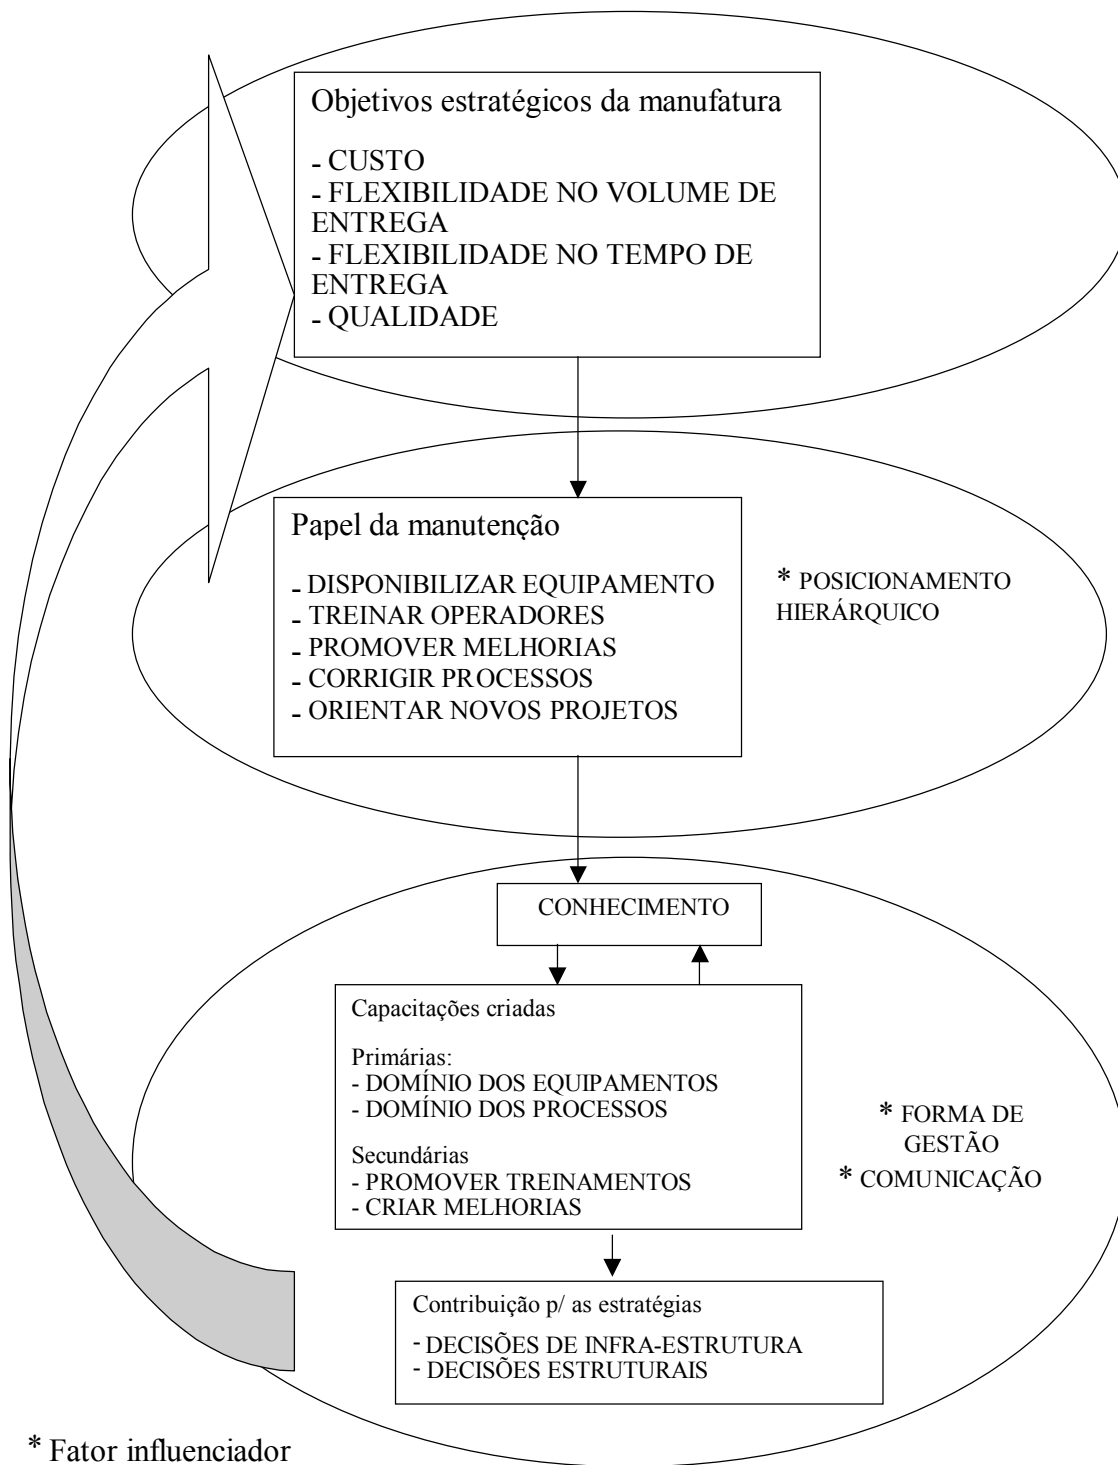 Objetivos estratégicos da manufatura
- CUSTO
- FLEXIBILIDADE NO VOLUME DE
ENTREGA
- FLEXIBILIDADE NO TEMPO DE
ENTREGA
- QUALIDADE
Papel da manutenção
- DISPONIBILIZAR EQUIPAMENTO
- TREINAR OPERADORES
- PROMOVER MELHORIAS
- CORRIGIR PROCESSOS
- ORIENTAR NOVOS PROJETOS
* POSICIONAMENTO
HIERÁRQUICO
CONHECIMENTO
Capacitações criadas
Primárias:
- DOMÍNIO DOS EQUIPAMENTOS
- DOMÍNIO DOS PROCESSOS
Secundárias
- PROMOVER TREINAMENTOS
- CRIAR MELHORIAS
* FORMA DE
GESTÃO
* COMUNICAÇÃO
Contribuição p/ as estratégias
- DECISÕES DE INFRA-ESTRUTURA
- DECISÕES ESTRUTURAIS
* Fator influenciador